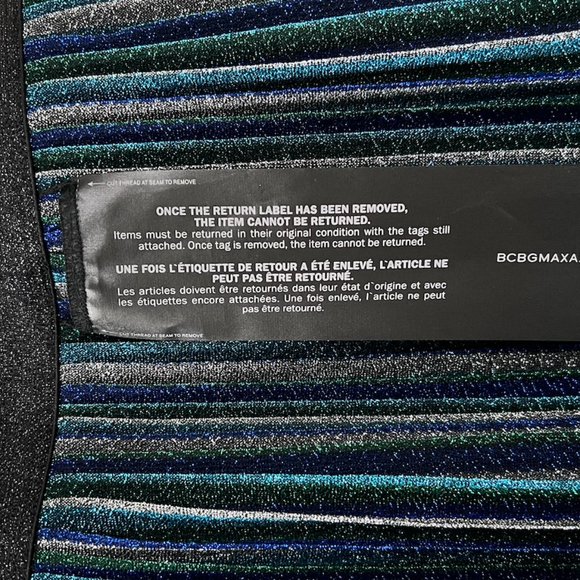 ← CUT THREAD AT SEAM TO REMOVE
ONCE THE RETURN LABEL HAS BEEN REMOVED,
THE ITEM CANNOT BE RETURNED.
Items must be returned in their original condition with the tags still
attached. Once tag is removed, the item cannot be returned.
BCBGMAXA
UNE FOIS L'ÉTIQUETTE DE RETOUR A ÉTÉ ENLEVÉ, L`ARTICLE NE
PEUT PAS ÊTRE RETOURNÉ.
Les articles doivent être retournés dans leur état d`origine et avec
les étiquettes encore attachées. Une fois enlevé, l`article ne peut
pas être retourné.
CUT THREAD AT SEAM TO REMOVE